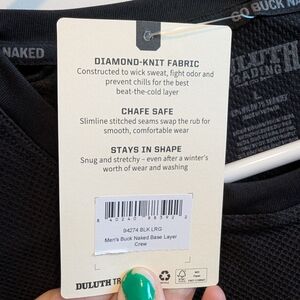 GO BUCK NA
NAKED
DULUTH
TRADING
DIAMOND-KNIT FABRIC
Constructed to wick sweat, fight odor and
prevent chills for the best
beat-the-cold layer
CHAFE SAFE
Slimline stitched seams swap the rub for
smooth, comfortable wear
STAYS IN SHAPE
Snug and stretchy – even after a winter's
worth of wear and washing
94274 BLK LRG
Men's Buck Naked Base Layer
Crew
DULUTH TR
FSC